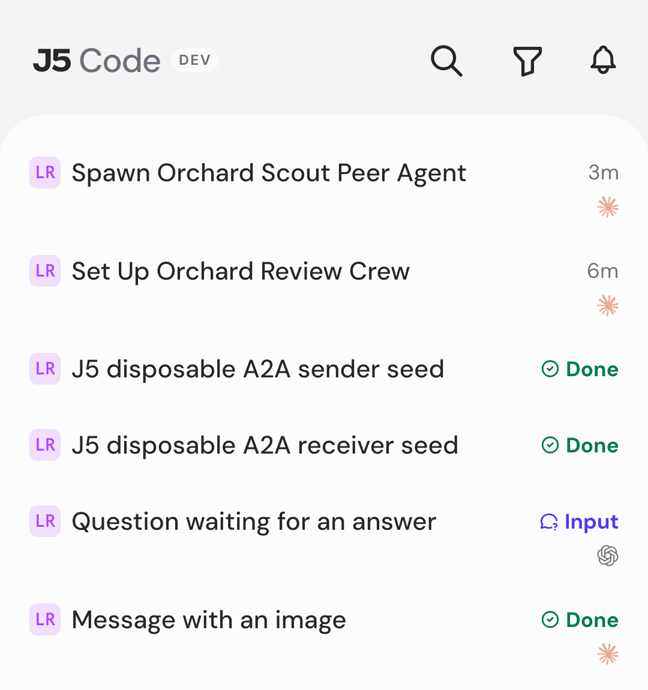 J5 Code DEV
LR Spawn Orchard Scout Peer Agent 3m
LR Set Up Orchard Review Crew 6m
LR J5 disposable A2A sender seed Done
LR J5 disposable A2A receiver seed Done
LR Question waiting for an answer Input
LR Message with an image Done